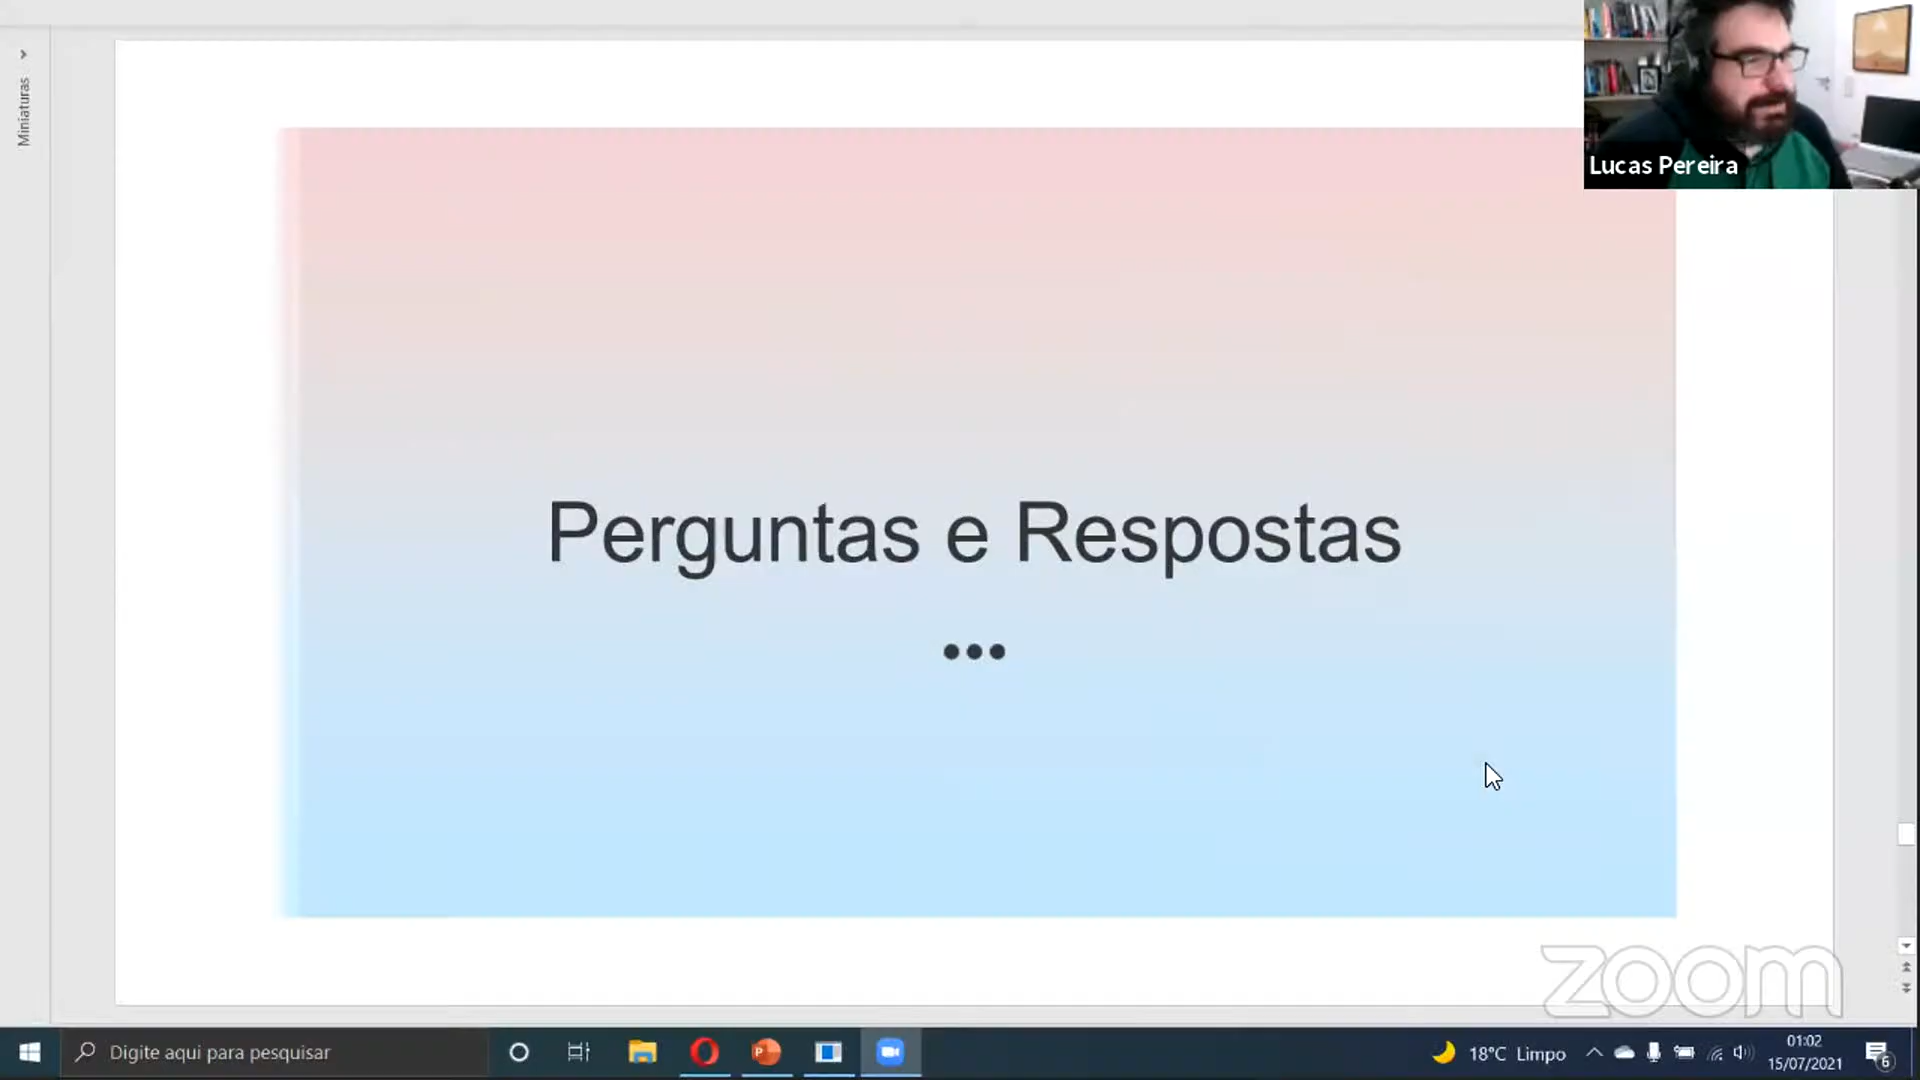 Miniaturas
Lucas Pereira
Perguntas e Respostas
zoom
Digite aqui para pesquisar
18°C Limpo
01:02
15/07/2021
6